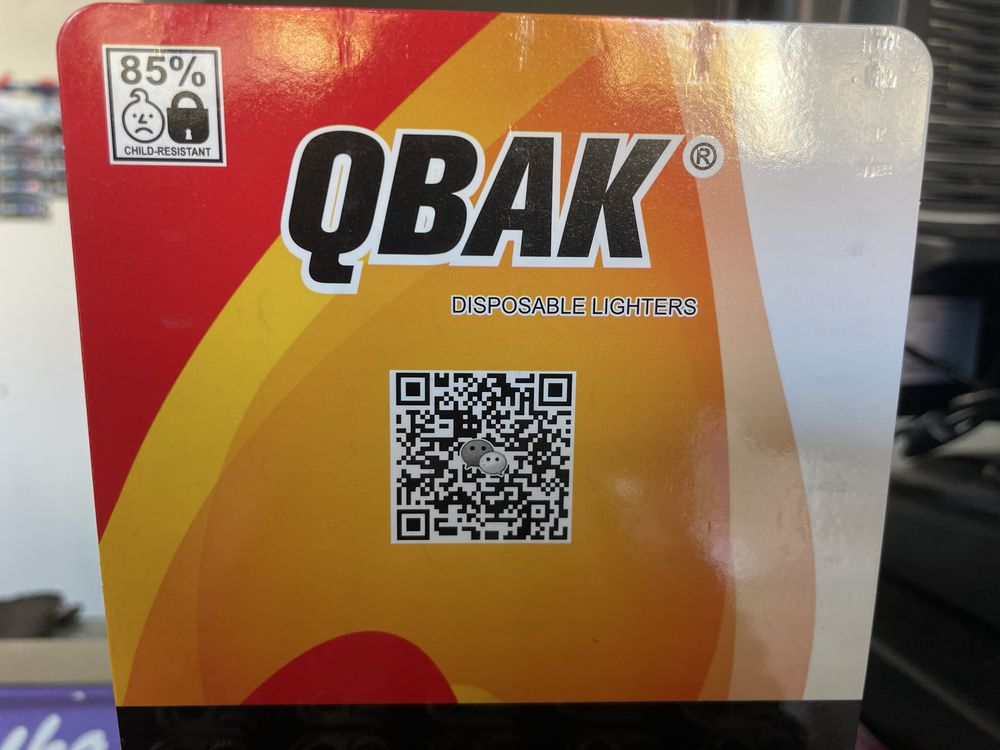 85%
CHILD-RESISTANT
QBAK®
DISPOSABLE LIGHTERS